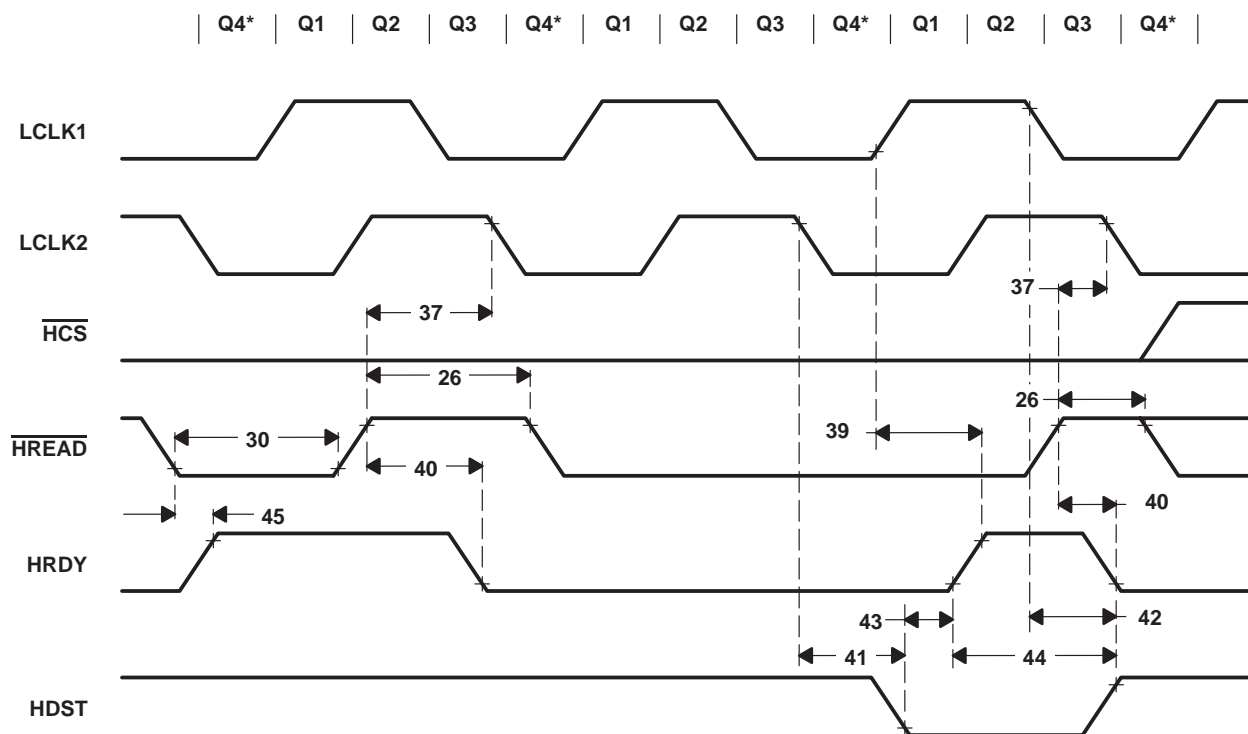 Q4* Q1 Q2 Q3 Q4* Q1 Q2 Q3 Q4* Q1 Q2 Q3 Q4*
LCLK1
LCLK2
37
37
HCS
26
26
HREAD
30
39
40
40
45
HRDY
43
42
41
44
HDST